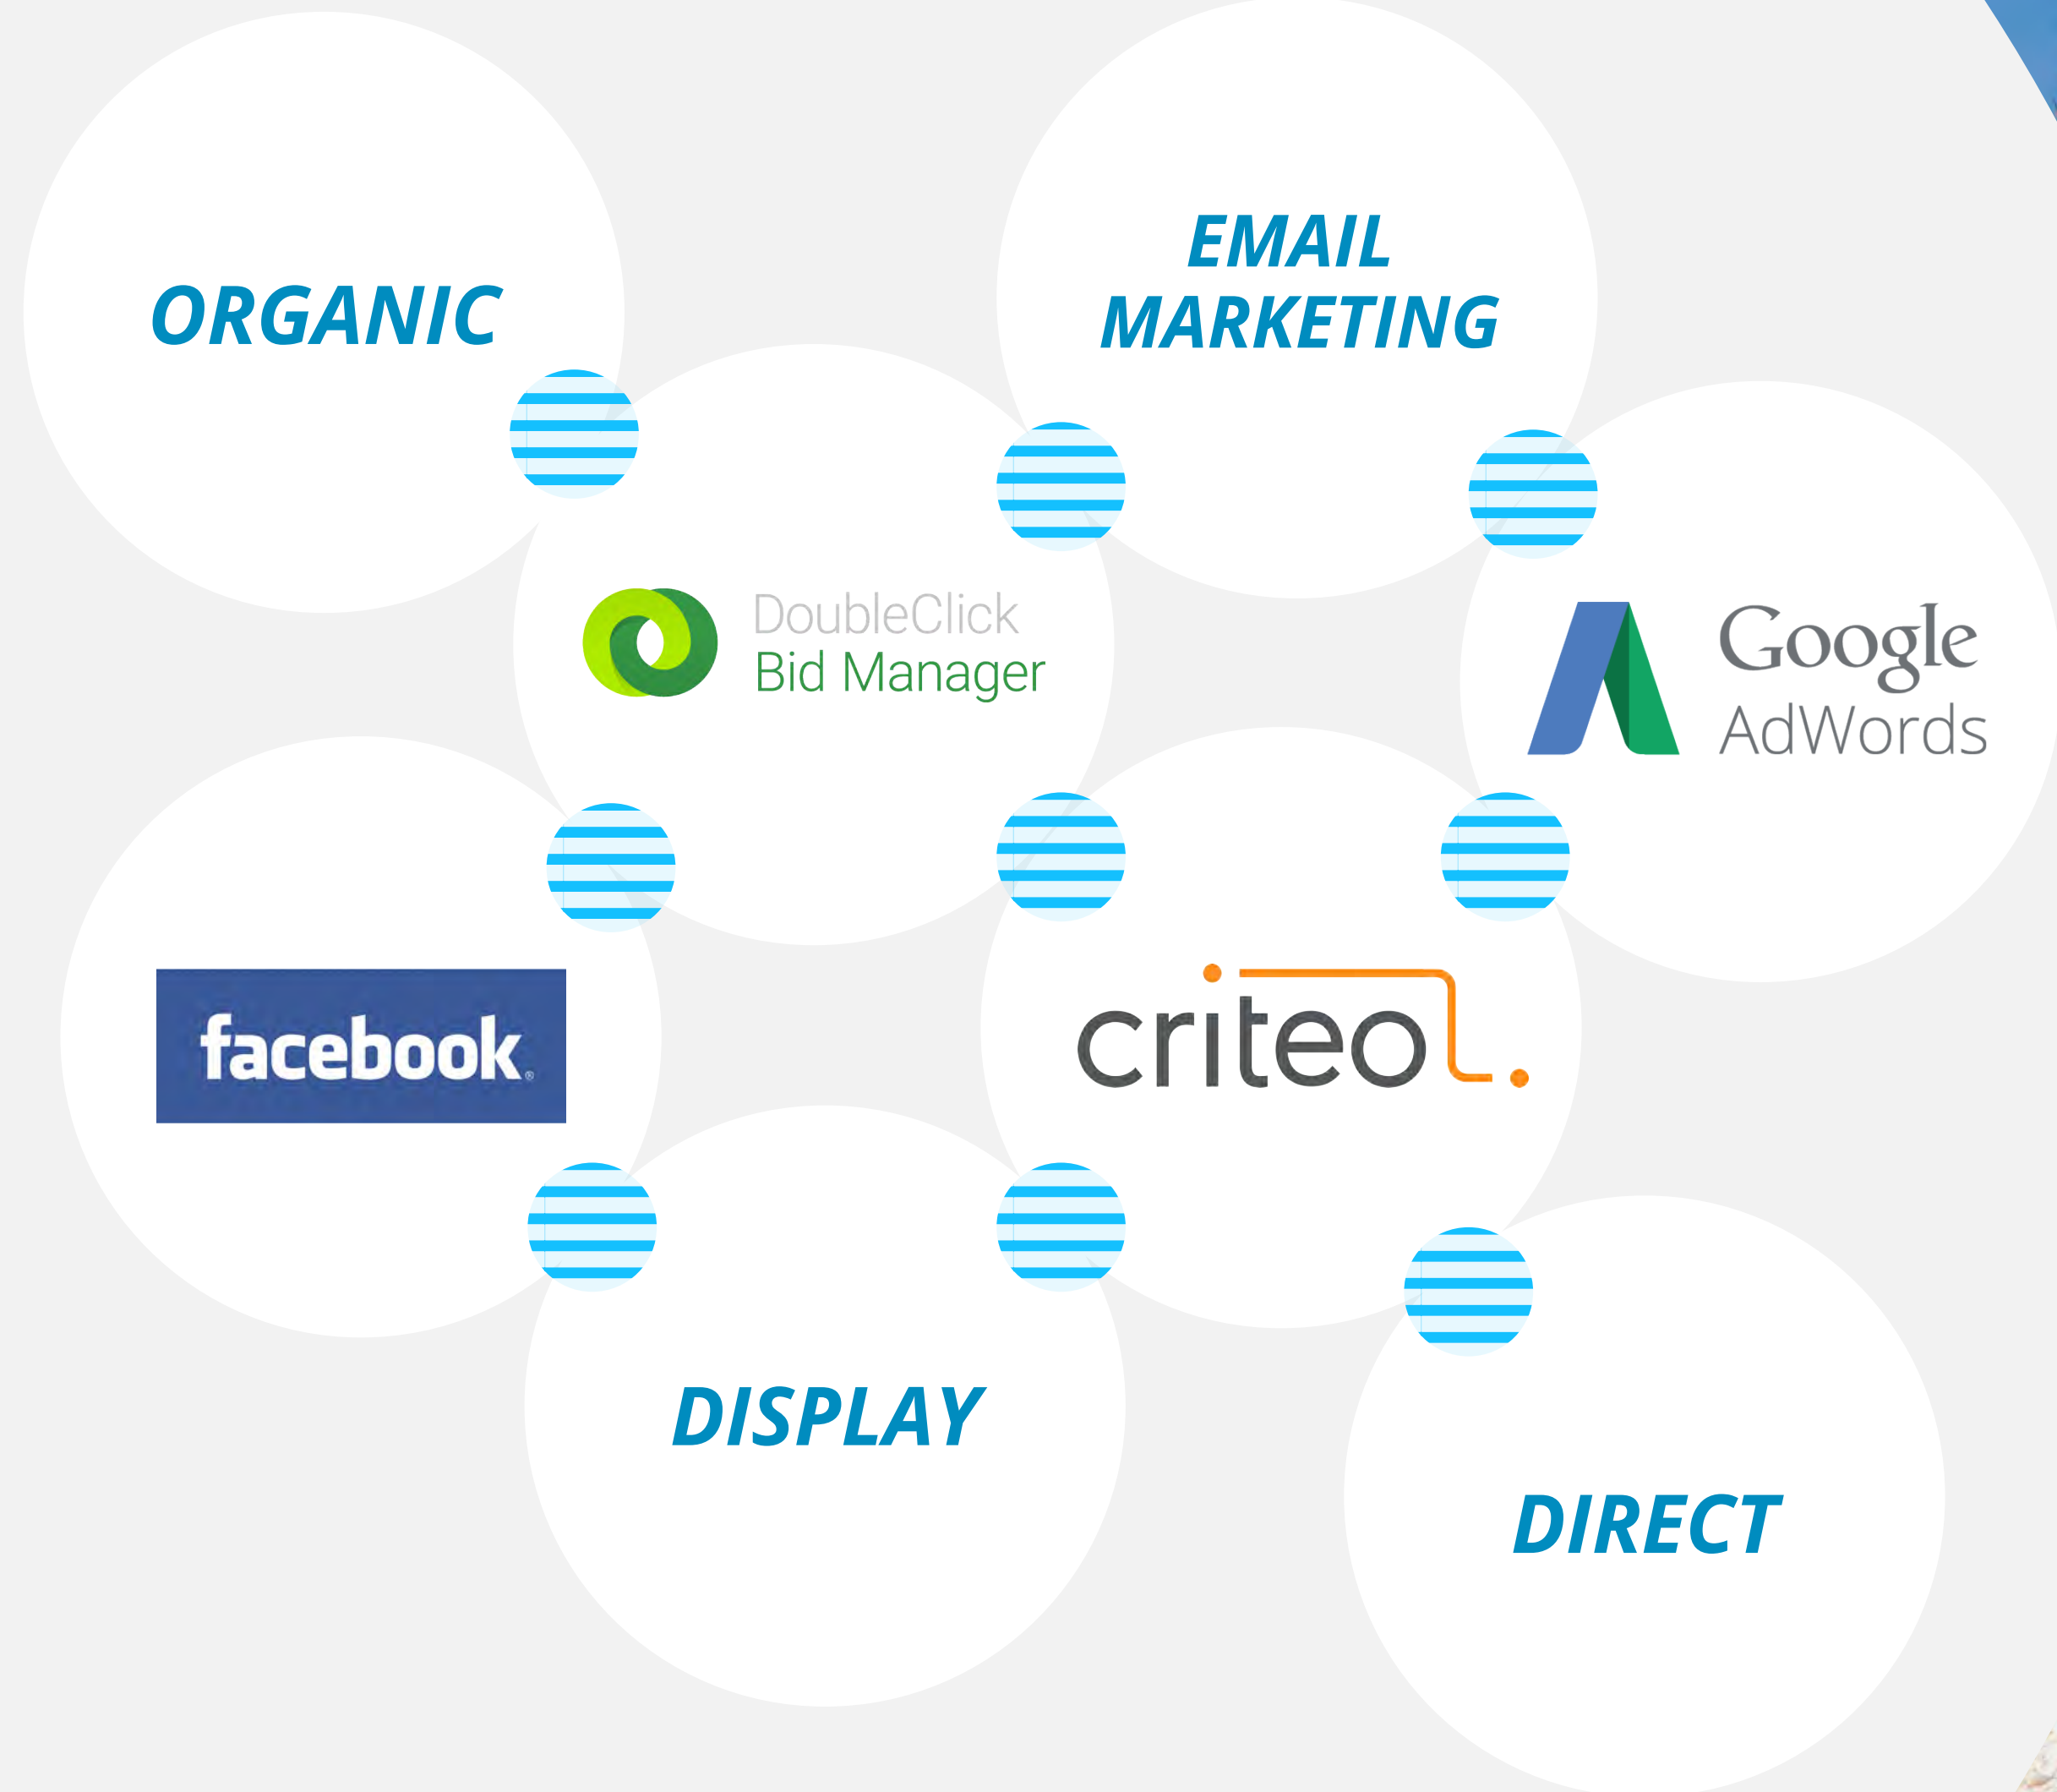 ORGANIC
EMAIL
MARKETING
DoubleClick
Bid Manager
Google
AdWords
facebook®
criteo
DISPLAY
DIRECT